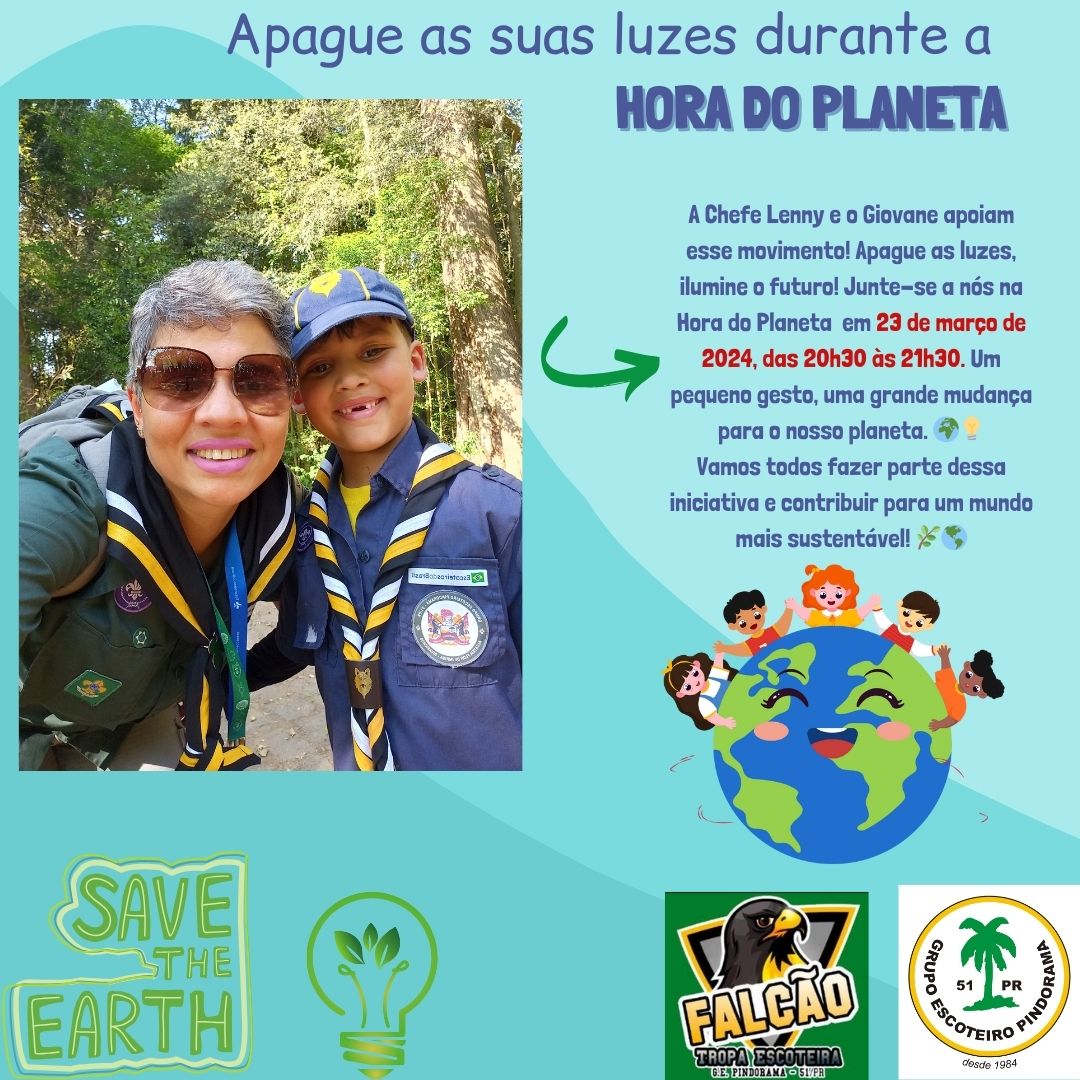 Apague as suas luzes durante a
HORA DO PLANETA
A Chefe Lenny e o Giovane apoiam
esse movimento! Apague as luzes,
ilumine o futuro! Junte-se a nós na
Hora do Planeta em 23 de março de
2024, das 20h30 às 21h30. Um
pequeno gesto, uma grande mudança
para o nosso planeta. 🌍💡
Vamos todos fazer parte dessa
iniciativa e contribuir para um mundo
mais sustentável! 🌿🌎
EscoteirosdoBrasil
SAVE
THE
EARTH
FALCÃO
TROPA ESCOTEIRA
G.E. PINDORAMA - 51/PR
GRUPO ESCOTEIRO PINDORAMA
51 PR
desde 1984